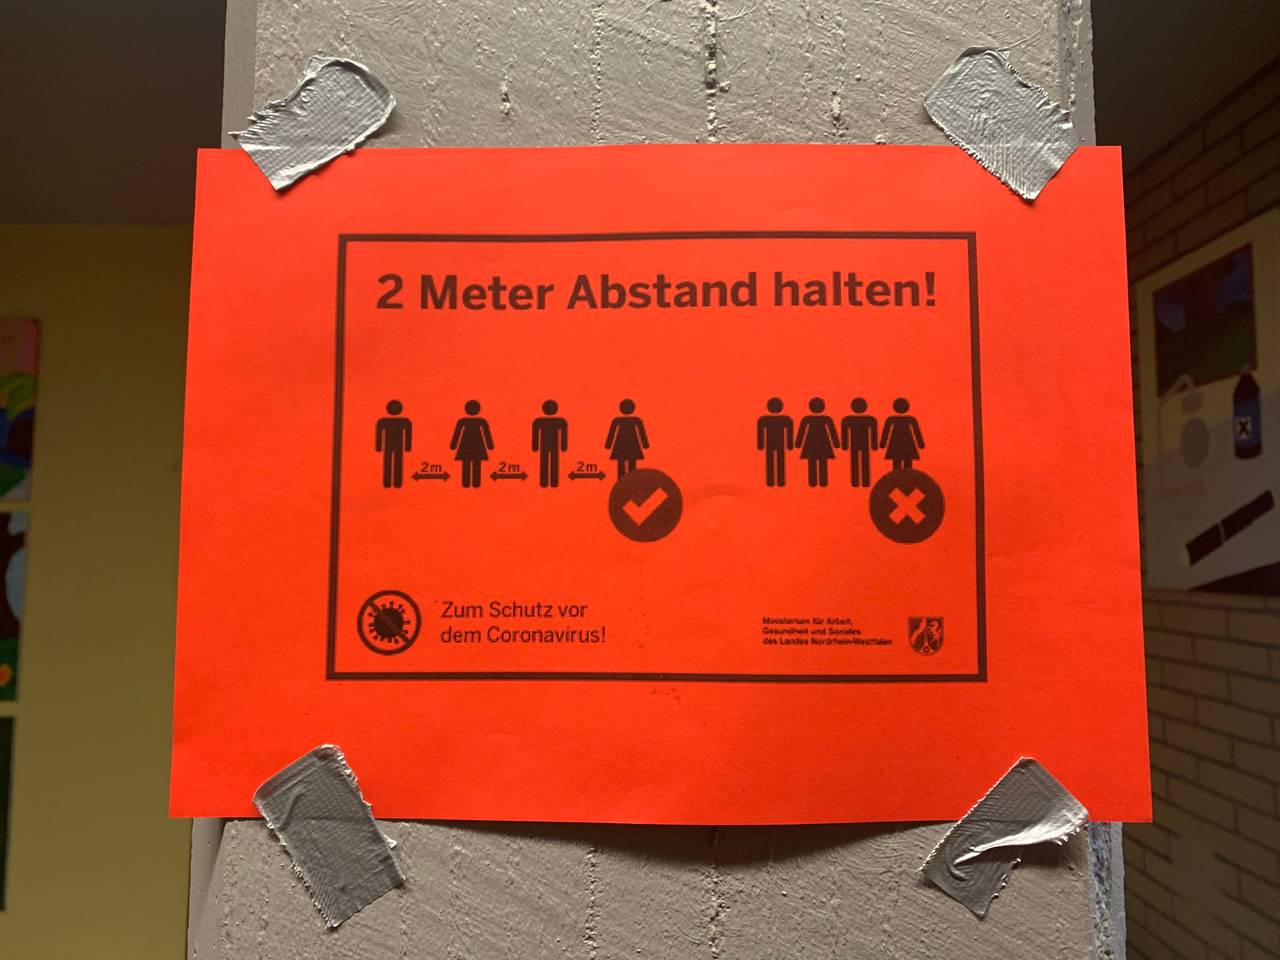 2 Meter Abstand halten!
2m 2m 2m
Zum Schutz vor
dem Coronavirus!
Ministerium für Arbeit,
Gesundheit und Soziales
des Landes Nordrhein-Westfalen